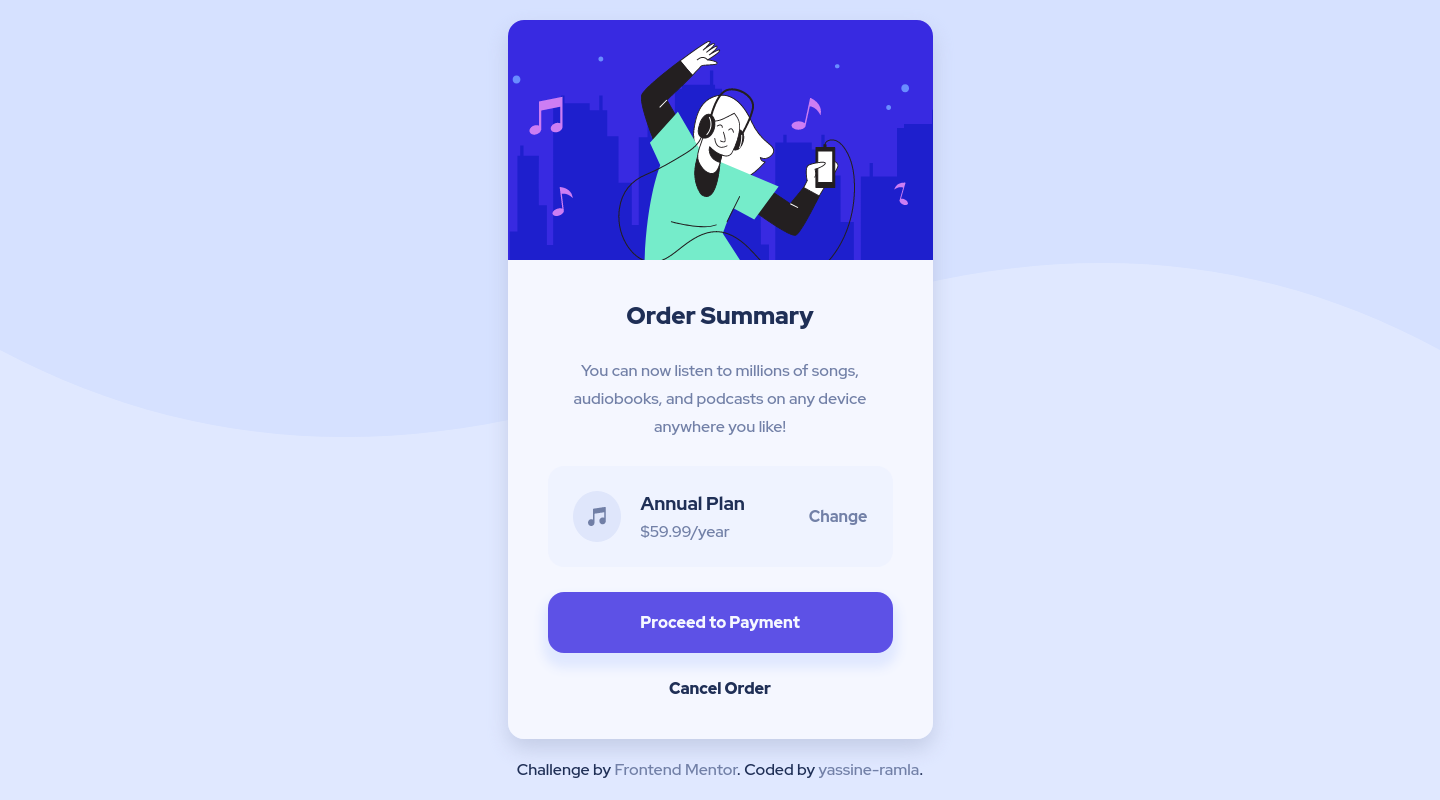 Order Summary
You can now listen to millions of songs,
audiobooks, and podcasts on any device
anywhere you like!
Annual Plan
$59.99/year
Change
Proceed to Payment
Cancel Order
Challenge by Frontend Mentor. Coded by yassine-ramla.